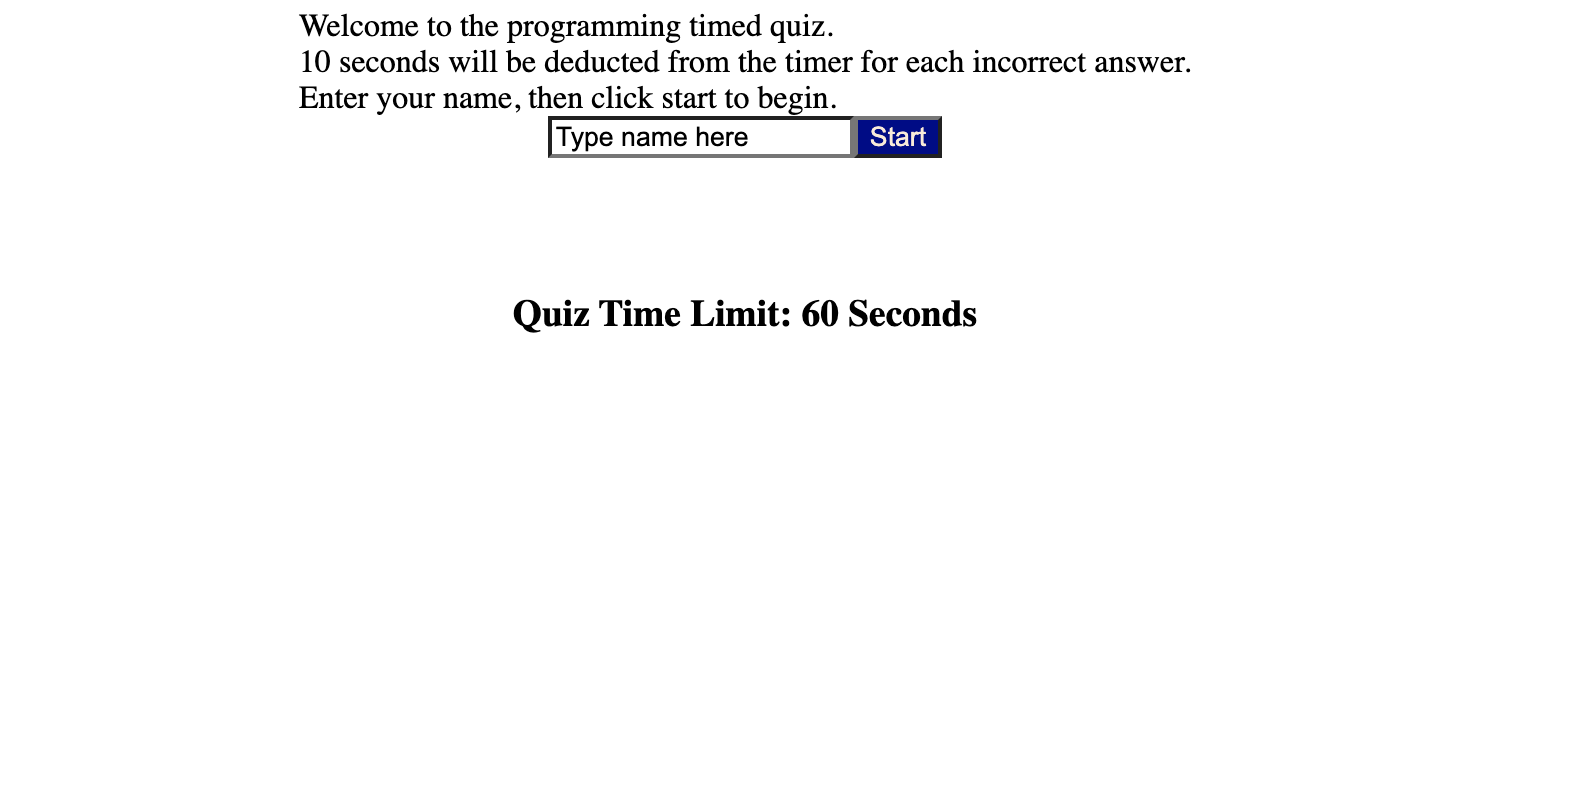 Welcome to the programming timed quiz.
10 seconds will be deducted from the timer for each incorrect answer.
Enter your name, then click start to begin.
Type name here Start
Quiz Time Limit: 60 Seconds